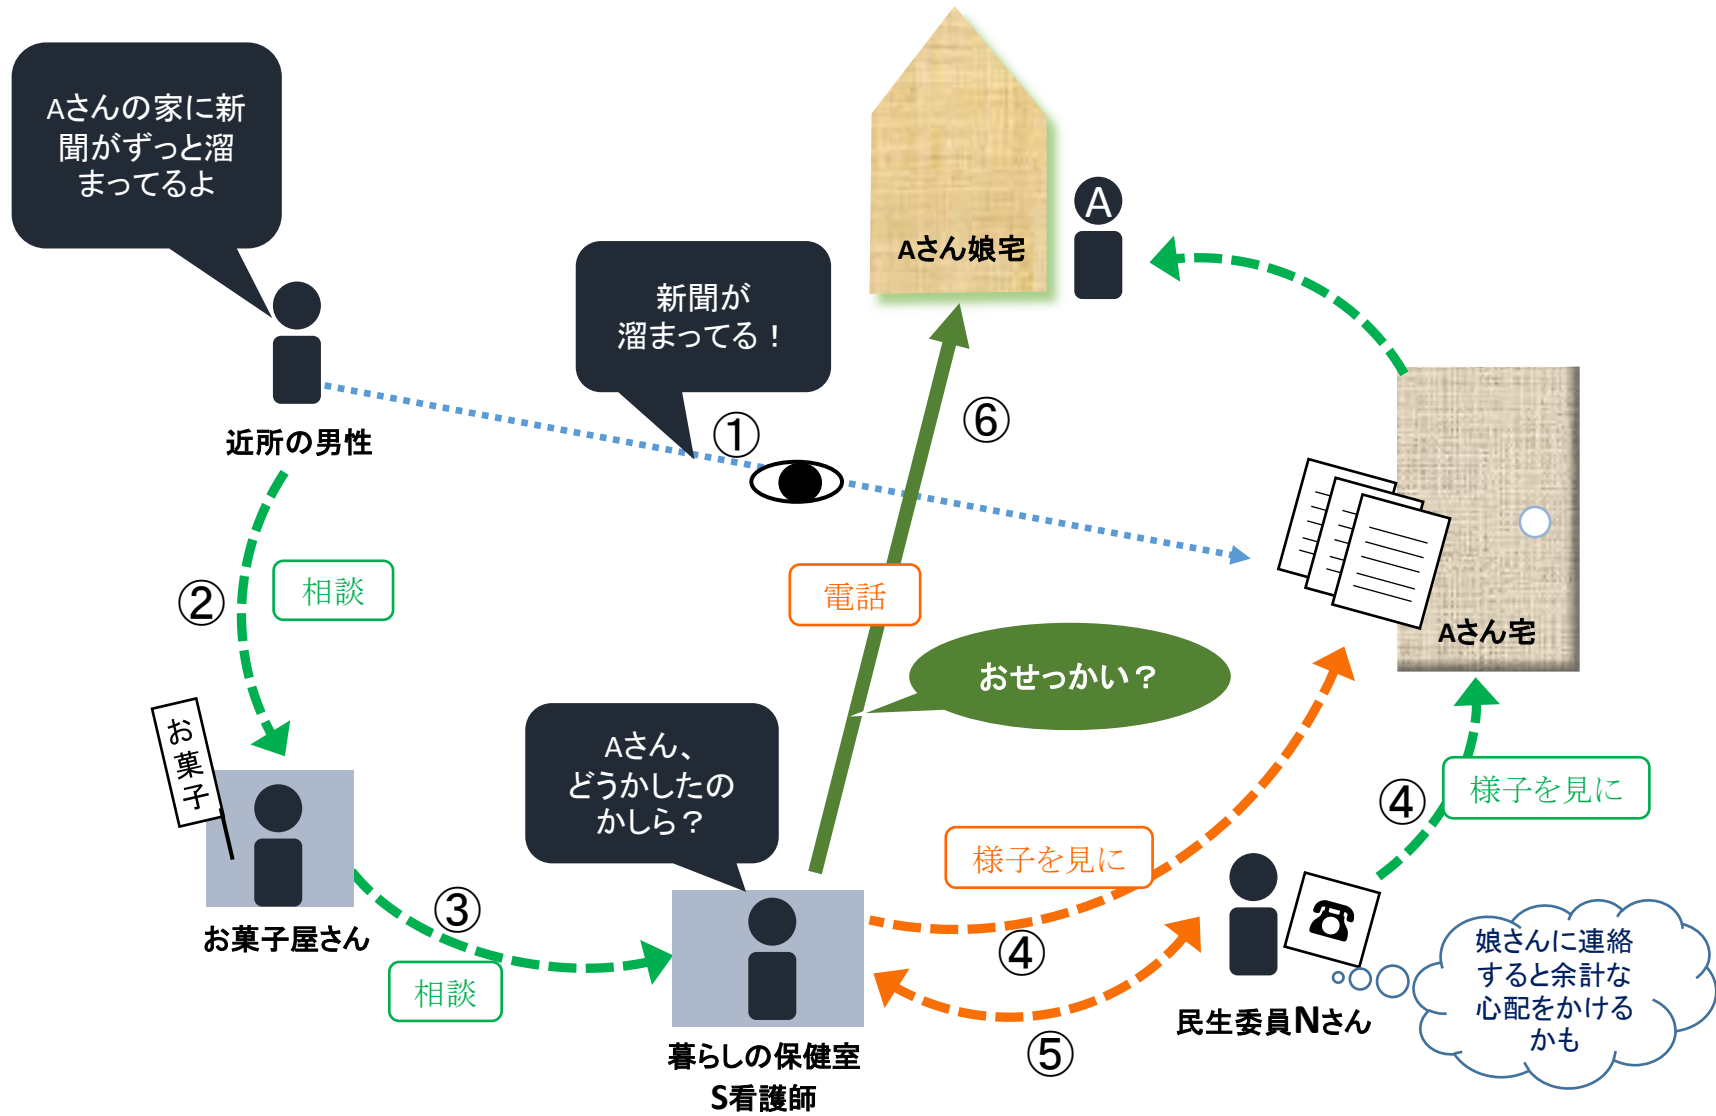 Aさんの家に新
聞がずっと溜
まってるよ
近所の男性
新聞が
溜まってる！
①
Aさん娘宅
A
⑥
②
相談
電話
Aさん宅
おせっかい？
お菓子
お菓子屋さん
Aさん、
どうかしたの
かしら？
③
相談
様子を見に
④
④
様子を見に
⑤
暮らしの保健室
S看護師
民生委員Nさん
娘さんに連絡
すると余計な
心配をかける
かも